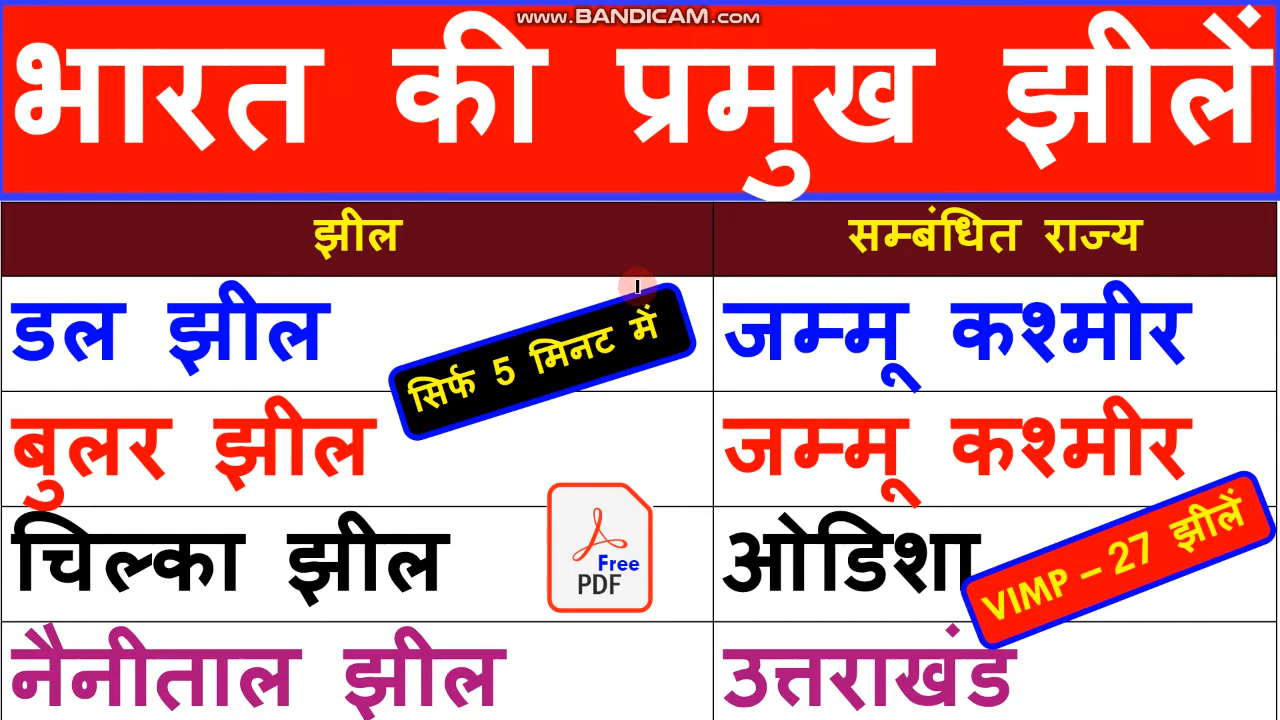 www.BANDICAM.com
भारत की प्रमुख झीलें
झील सम्बंधित राज्य
डल झील जम्मू कश्मीर
सिर्फ 5 मिनट में
बुलर झील जम्मू कश्मीर
चिल्का झील ओडिशा
Free
PDF
VIMP – 27 झीलें
नैनीताल झील उत्तराखंड